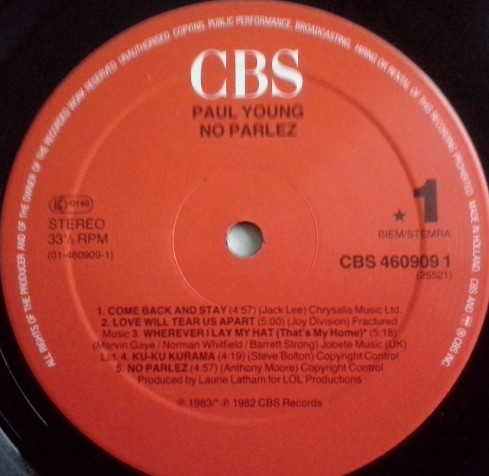 ALL RIGHTS OF THE PRODUCER AND OF THE OWNER OF THE RECORDED WORK RESERVED UNAUTHORISED COPYING, PUBLIC PERFORMANCE, BROADCASTING, HIRING OR RENTAL OF THIS RECORDING PROHIBITED MADE IN HOLLAND CBS AND ® CBS INC.
CBS
PAUL YOUNG
NO PARLEZ
LC-0149
STEREO
33⅓ RPM
(01-460909-1)
★ 1
BIEM/STEMRA
CBS 460909 1
(25521)
1. COME BACK AND STAY (4:57) (Jack Lee) Chrysalis Music Ltd.
2. LOVE WILL TEAR US APART (5:00) (Joy Division) Fractured
Music 3. WHEREVER I LAY MY HAT (That's My Home)* (5:18)
(Marvin Gaye / Norman Whitfield / Barrett Strong) Jobete Music (UK)
Ltd. 4. KU-KU KURAMA (4:19) (Steve Bolton) Copyright Control
5. NO PARLEZ (4:57) (Anthony Moore) Copyright Control
Produced by Laurie Latham for LOL Productions
℗ 1983/* ℗ 1982 CBS Records